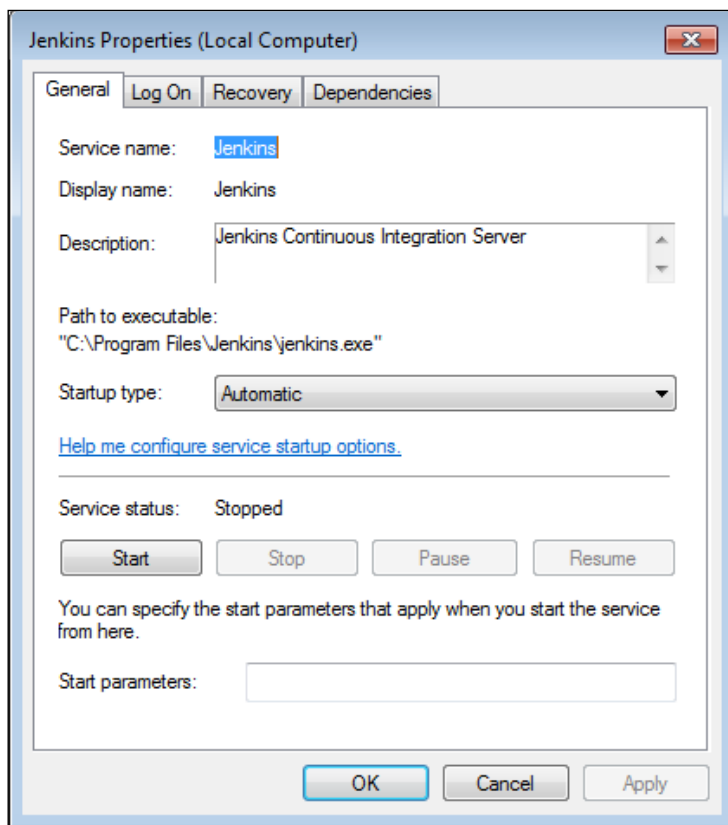 Jenkins Properties (Local Computer)
General Log On Recovery Dependencies
Service name: Jenkins
Display name: Jenkins
Description: Jenkins Continuous Integration Server
Path to executable:
"C:\Program Files\Jenkins\jenkins.exe"
Startup type: Automatic
Help me configure service startup options.
Service status: Stopped
Start Stop Pause Resume
You can specify the start parameters that apply when you start the service
from here.
Start parameters:
OK Cancel Apply